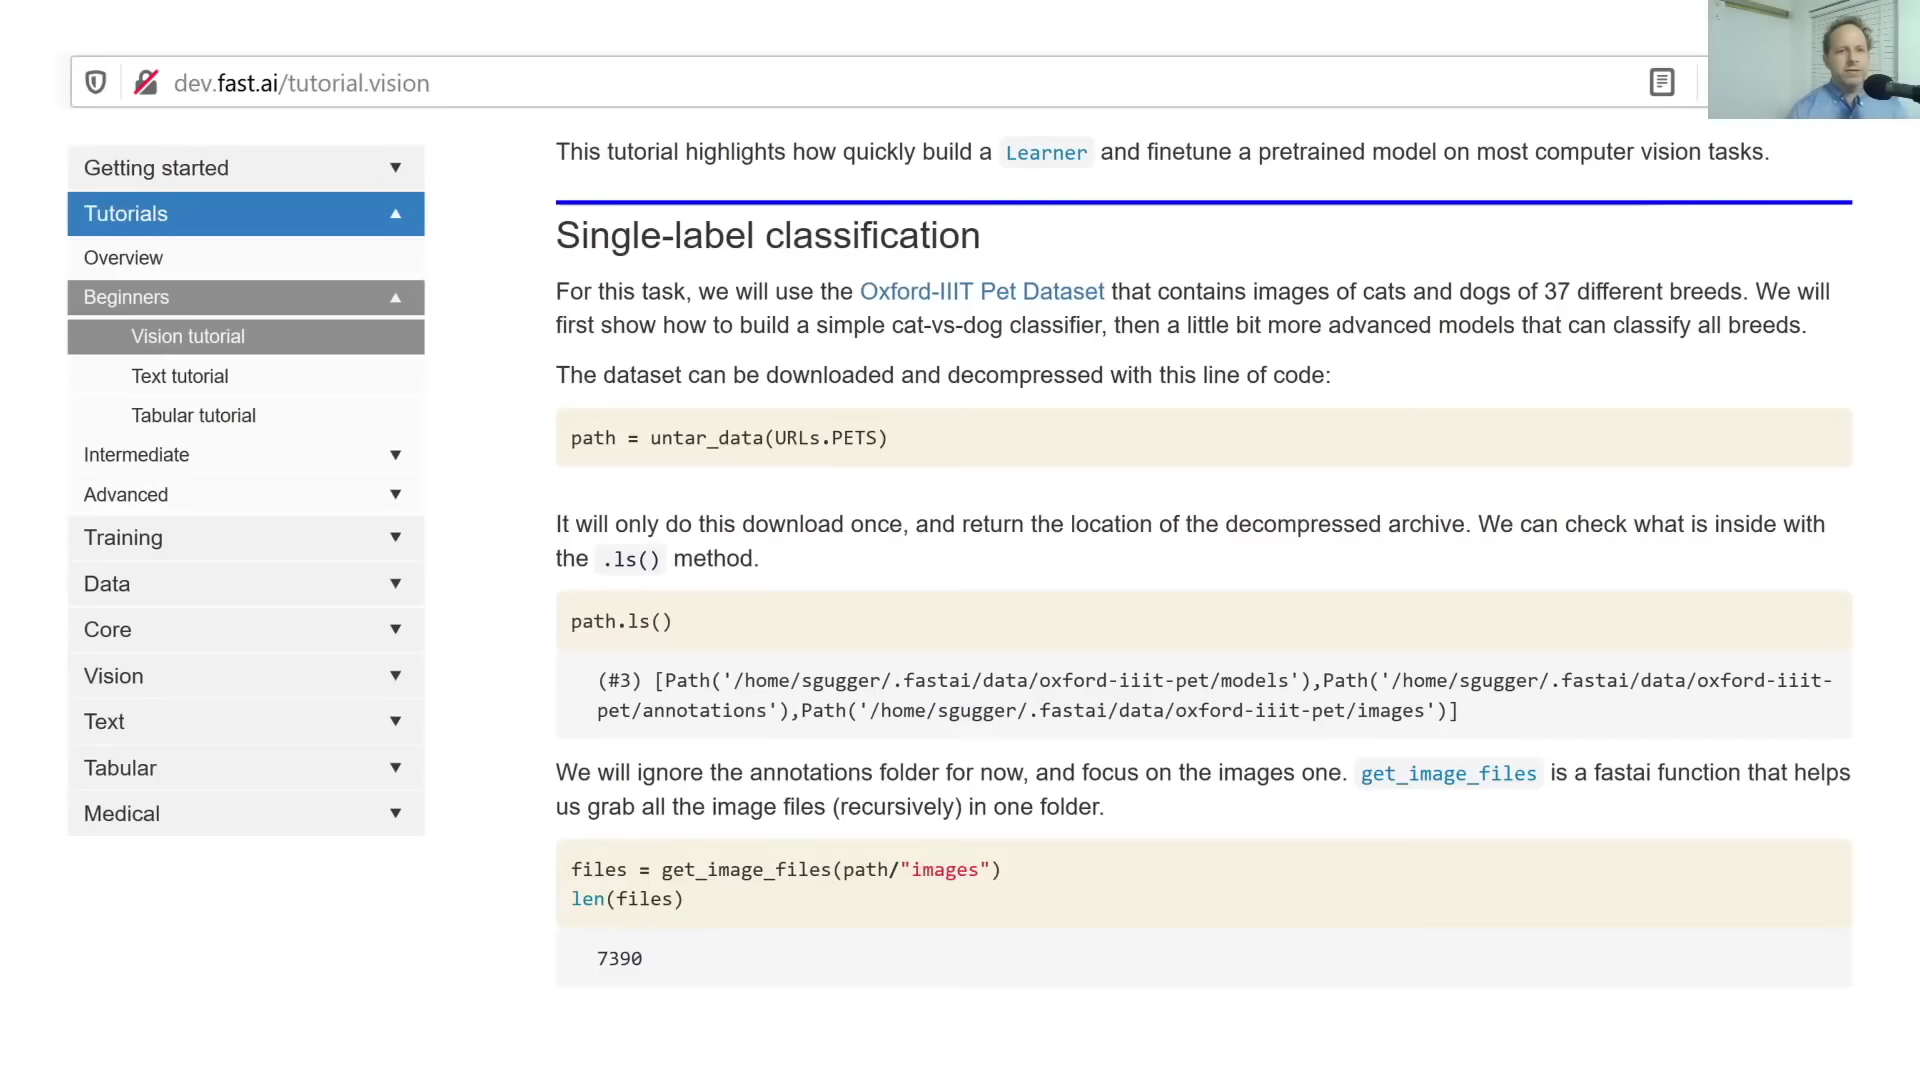 dev.fast.ai/tutorial.vision
Getting started
Tutorials
Overview
Beginners
Vision tutorial
Text tutorial
Tabular tutorial
Intermediate
Advanced
Training
Data
Core
Vision
Text
Tabular
Medical
This tutorial highlights how quickly build a Learner and finetune a pretrained model on most computer vision tasks.
Single-label classification
For this task, we will use the Oxford-IIIT Pet Dataset that contains images of cats and dogs of 37 different breeds. We will
first show how to build a simple cat-vs-dog classifier, then a little bit more advanced models that can classify all breeds.
The dataset can be downloaded and decompressed with this line of code:
path = untar_data(URLs.PETS)
It will only do this download once, and return the location of the decompressed archive. We can check what is inside with
the .ls() method.
path.ls()
(#3) [Path('/home/sgugger/.fastai/data/oxford-iiit-pet/models'),Path('/home/sgugger/.fastai/data/oxford-iiit-
pet/annotations'),Path('/home/sgugger/.fastai/data/oxford-iiit-pet/images')]
We will ignore the annotations folder for now, and focus on the images one. get_image_files is a fastai function that helps
us grab all the image files (recursively) in one folder.
files = get_image_files(path/"images")
len(files)
7390